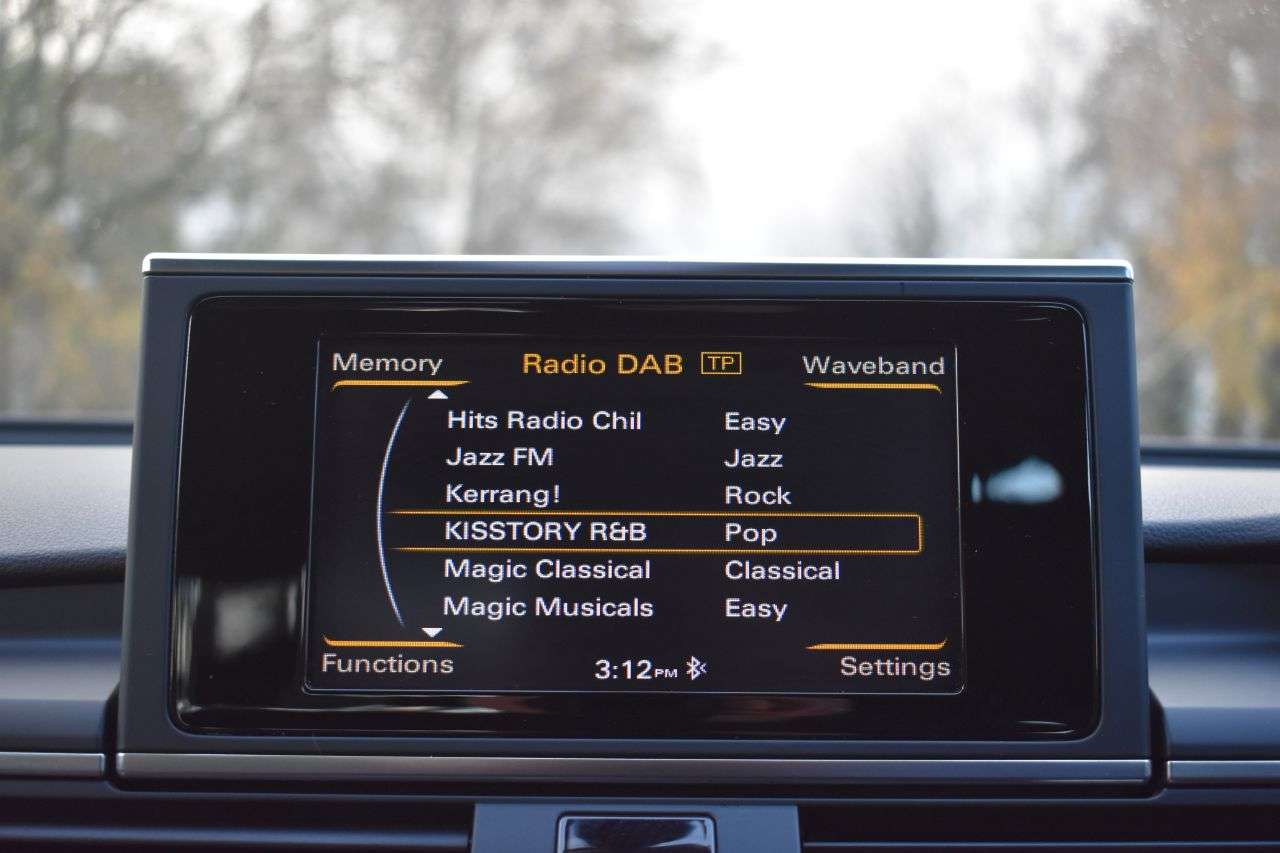 Memory Radio DAB TP Waveband
Hits Radio Chil Easy
Jazz FM Jazz
Kerrang! Rock
KISSTORY R&B Pop
Magic Classical Classical
Magic Musicals Easy
Functions 3:12PM Settings